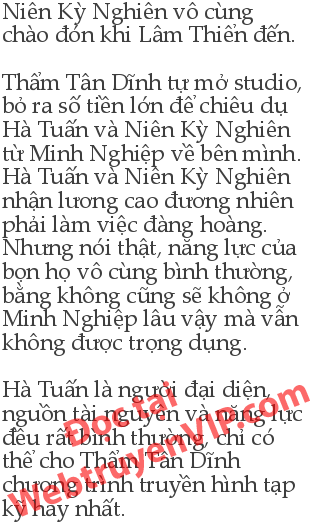 Niên Kỳ Nghiên vô cùng
chào đón khi Lâm Thiển đến.
Thẩm Tân Dĩnh tự mở studio,
bỏ ra số tiền lớn để chiêu dụ
Hà Tuấn và Niên Kỳ Nghiên
từ Minh Nghiệp về bên mình.
Hà Tuấn và Niên Kỳ Nghiên
nhận lương cao đương nhiên
phải làm việc đàng hoàng.
Nhưng nói thật, năng lực của
bọn họ vô cùng bình thường,
bằng không cũng sẽ không ở
Minh Nghiệp lâu vậy mà vẫn
không được trọng dụng.
Hà Tuấn là người đại diện,
nguồn tài nguyên và năng lực
đều rất bình thường, chỉ có
thể cho Thẩm Tân Dĩnh
chương trình truyền hình tạp
kỹ hay nhất.
Đọc tại
WebtruyenVIP.com